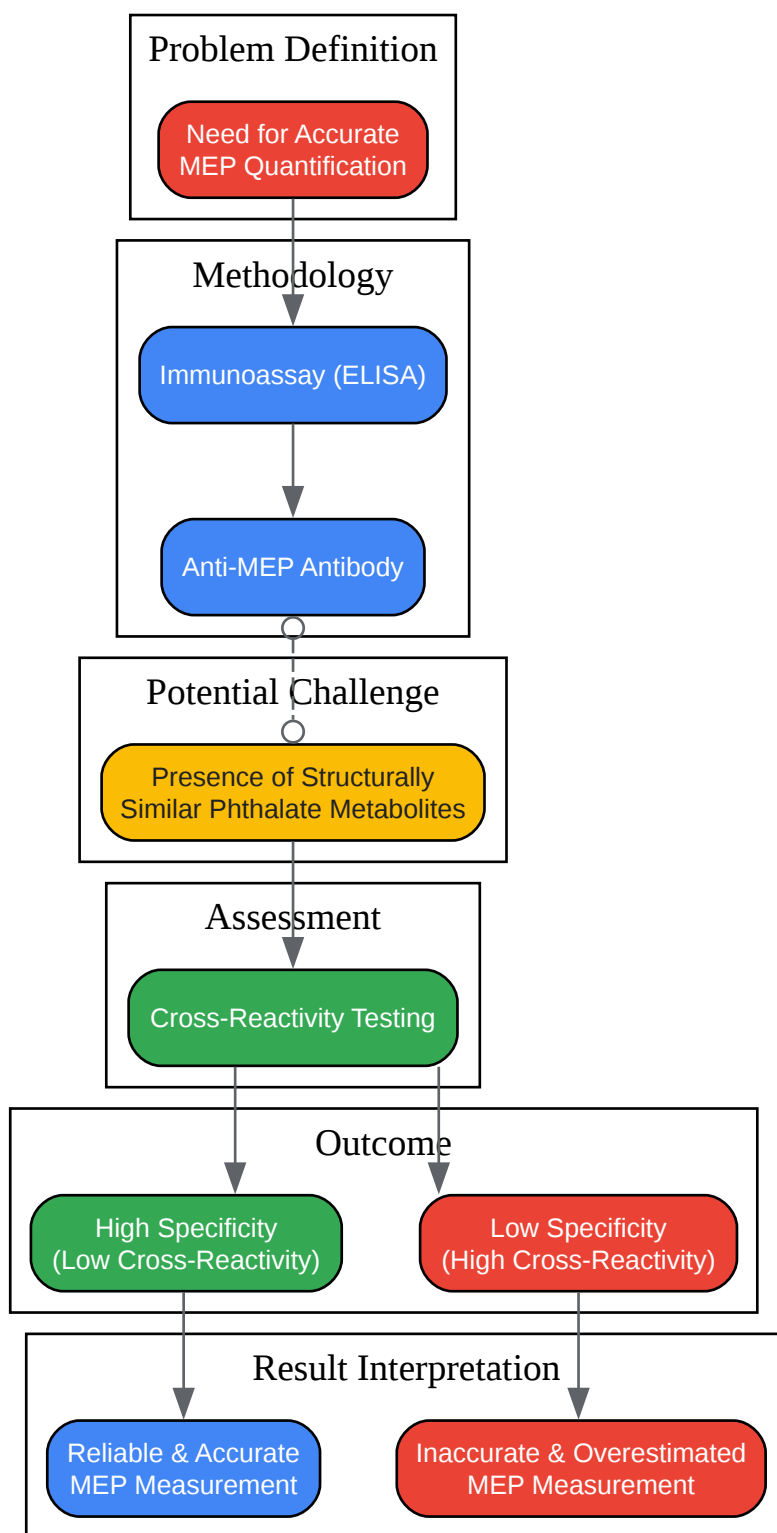 Problem Definition
Need for Accurate
MEP Quantification
Methodology
Immunoassay (ELISA)
Anti-MEP Antibody
Potential Challenge
Presence of Structurally
Similar Phthalate Metabolites
Assessment
Cross-Reactivity Testing
Outcome
High Specificity
(Low Cross-Reactivity)
Low Specificity
(High Cross-Reactivity)
Result Interpretation
Reliable & Accurate
MEP Measurement
Inaccurate & Overestimated
MEP Measurement